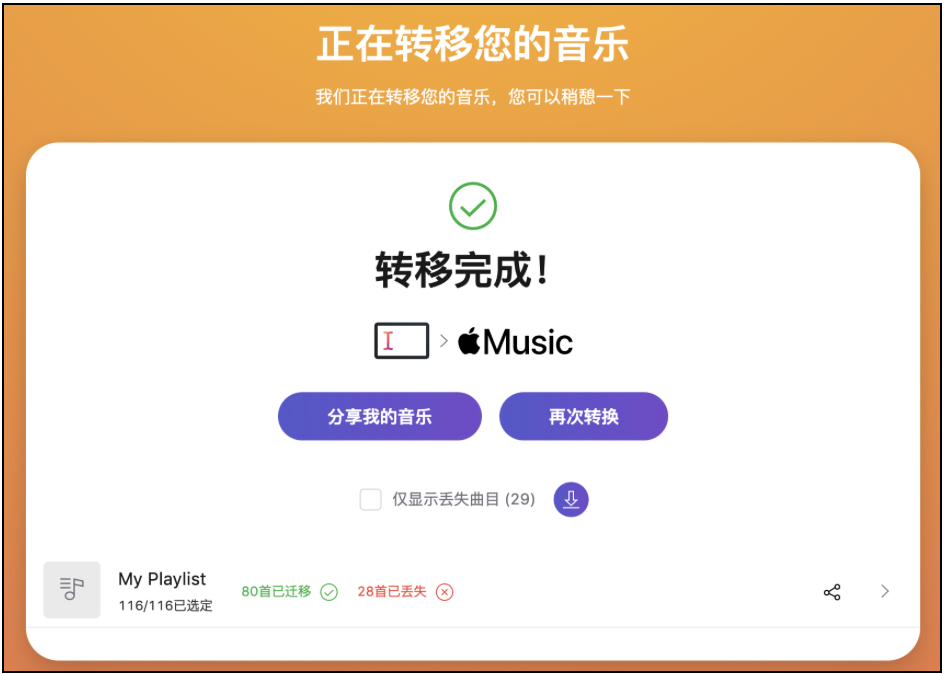 正在转移您的音乐
我们正在转移您的音乐，您可以稍憩一下
转移完成！
I > Music
分享我的音乐 再次转换
仅显示丢失曲目 (29)
My Playlist
116/116已选定
80首已迁移 28首已丢失